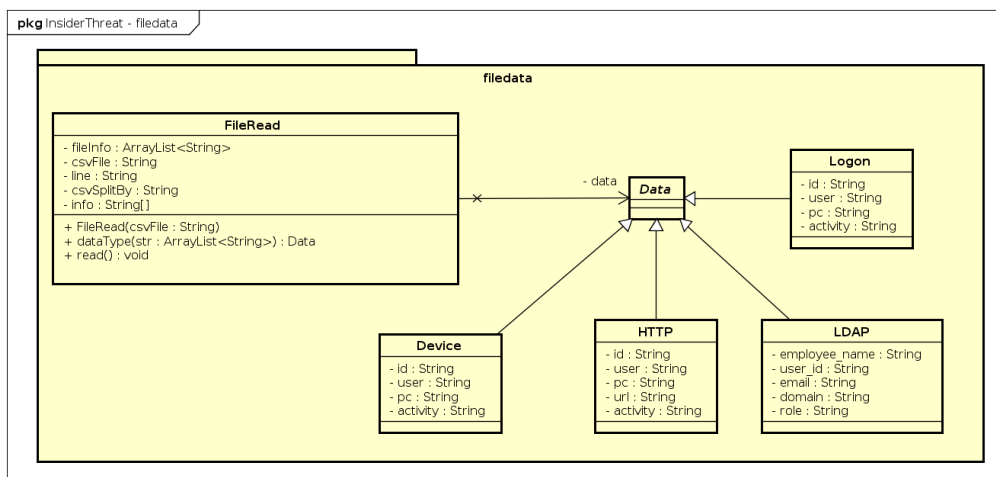 pkg InsiderThreat - filedata
filedata
FileRead
- fileInfo : ArrayList<String>
- csvFile : String
- line : String
- csvSplitBy : String
- info : String[]
+ FileRead(csvFile : String)
+ dataType(str : ArrayList<String>) : Data
+ read() : void
- data
Data
Logon
- id : String
- user : String
- pc : String
- activity : String
Device
- id : String
- user : String
- pc : String
- activity : String
HTTP
- id : String
- user : String
- pc : String
- url : String
- activity : String
LDAP
- employee_name : String
- user_id : String
- email : String
- domain : String
- role : String